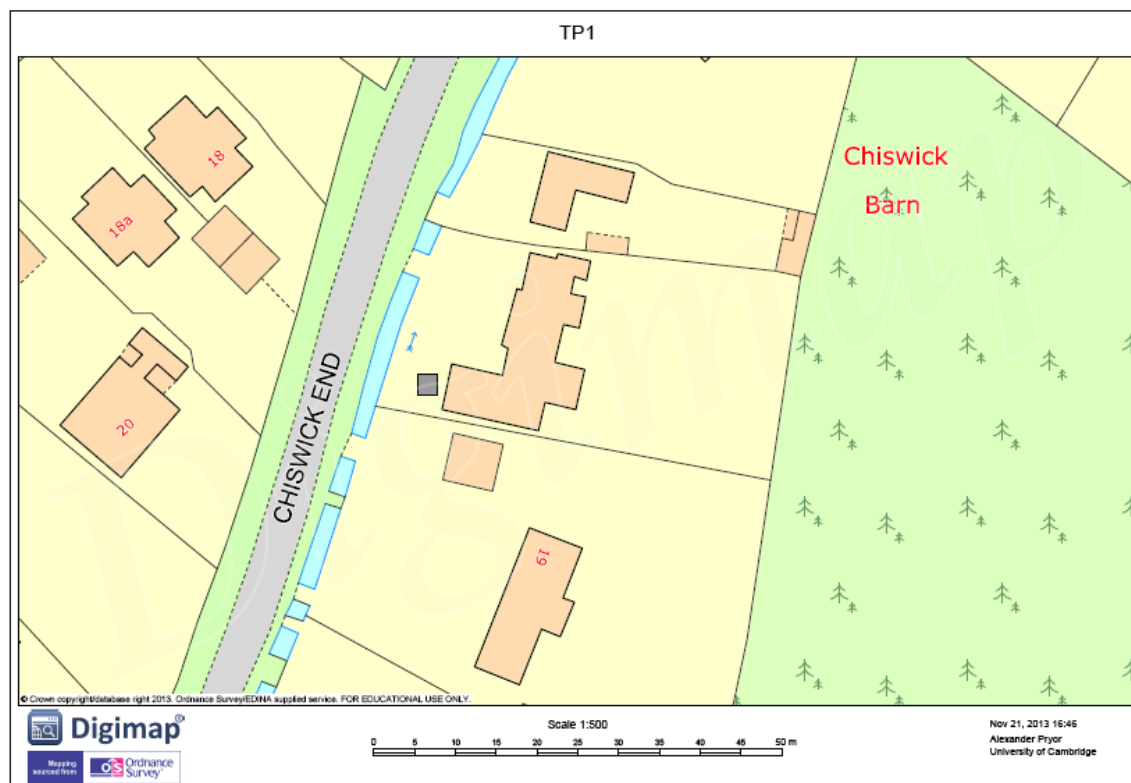 TP1
Chiswick
Barn
18
18a
20
CHISWICK END
19
© Crown copyright/database right 2013. Ordnance Survey/EDINA supplied service. FOR EDUCATIONAL USE ONLY.
Digimap®
Mapping
sourced from
OS Ordnance
Survey®
Scale 1:500
0 5 10 15 20 25 30 35 40 45 50 m
Nov 21, 2013 16:46
Alexander Pryor
University of Cambridge
Digimap